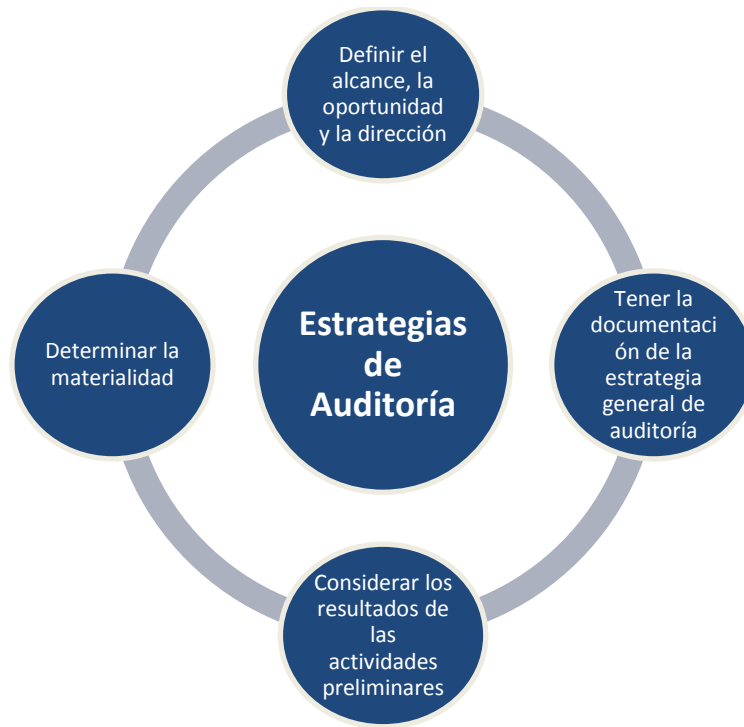 Definir el
alcance, la
oportunidad
y la dirección
Estrategias
de
Auditoría
Tener la
documentaci
ón de la
estrategia
general de
auditoría
Determinar la
materialidad
Considerar los
resultados de
las
actividades
preliminares